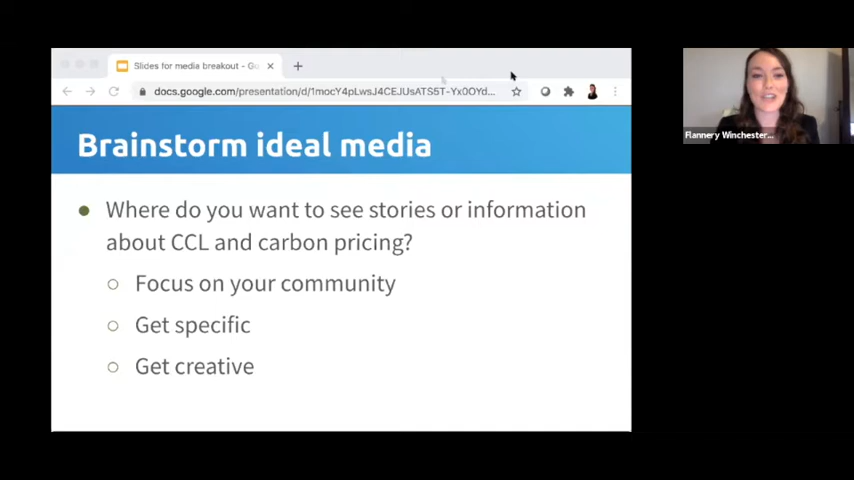 Slides for media breakout - Go
docs.google.com/presentation/d/1mocY4pLwsJ4CEJUsATS5T-Yx0OYd...
Flannery Winchester...
Brainstorm ideal media
Where do you want to see stories or information
about CCL and carbon pricing?
Focus on your community
Get specific
Get creative